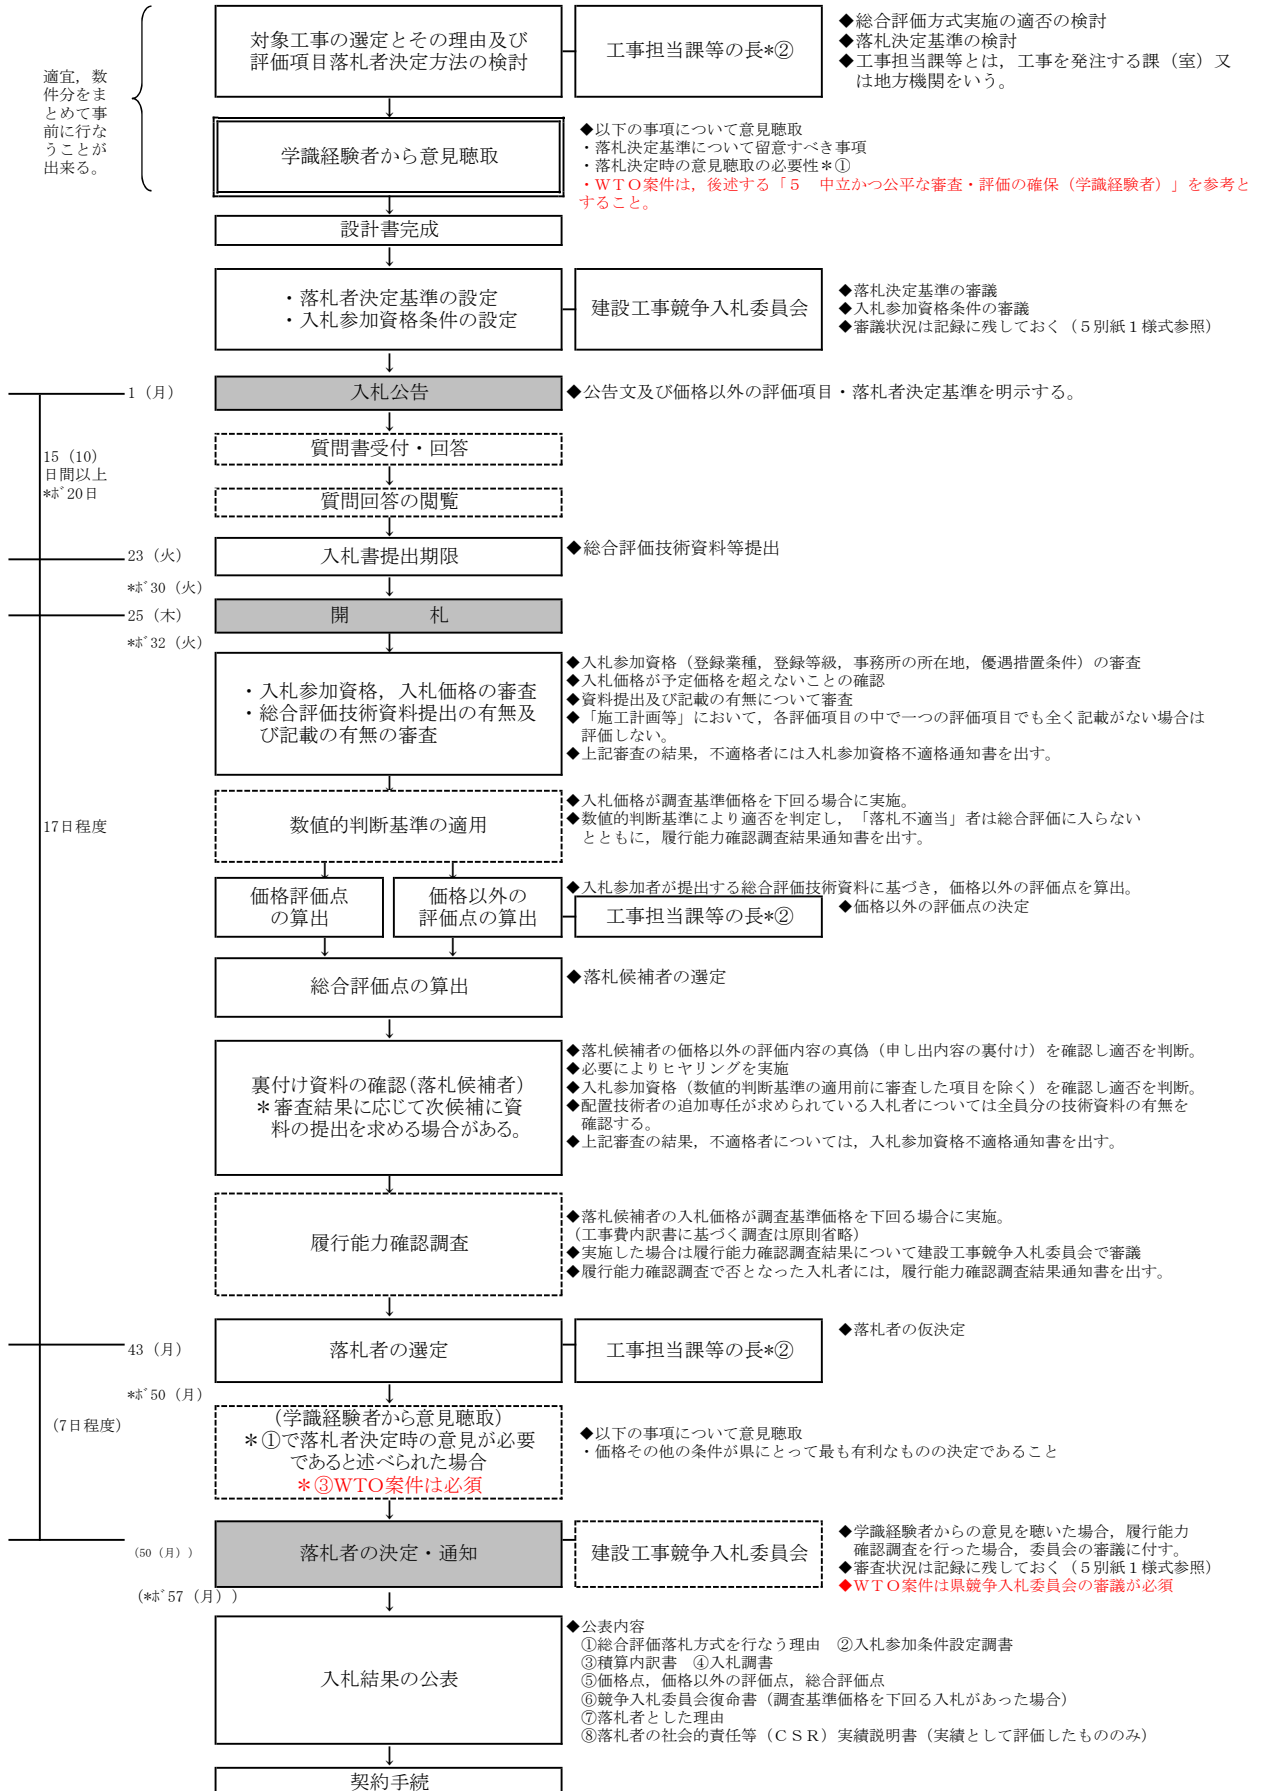 対象工事の選定とその理由及び
評価項目落札者決定方法の検討
工事担当課等の長*②
◆総合評価方式実施の適否の検討
◆落札決定基準の検討
◆工事担当課等とは，工事を発注する課（室）又
は地方機関をいう。
適宜，数
件分をま
とめて事
前に行な
うことが
出来る。
↓
学識経験者から意見聴取
◆以下の事項について意見聴取
・落札決定基準について留意すべき事項
・落札決定時の意見聴取の必要性＊①
・ＷＴＯ案件は，後述する「５　中立かつ公平な審査・評価の確保（学識経験者）」を参考と
すること。
↓
設計書完成
↓
・落札者決定基準の設定
・入札参加資格条件の設定
建設工事競争入札委員会
◆落札決定基準の審議
◆入札参加資格条件の審議
◆審議状況は記録に残しておく（５別紙１様式参照）
↓
1（月）
入札公告
◆公告文及び価格以外の評価項目・落札者決定基準を明示する。
↓
質問書受付・回答
15（10）
日間以上
*ﾎﾞ20日
↓
質問回答の閲覧
↓
23（火）
入札書提出期限
◆総合評価技術資料等提出
*ﾎﾞ30（火）
↓
25（木）
開　　　　札
*ﾎﾞ32（火）
↓
・入札参加資格，入札価格の審査
・総合評価技術資料提出の有無及
び記載の有無の審査
◆入札参加資格（登録業種，登録等級，事務所の所在地，優遇措置条件）の審査
◆入札価格が予定価格を超えないことの確認
◆資料提出及び記載の有無について審査
◆「施工計画等」において，各評価項目の中で一つの評価項目でも全く記載がない場合は
評価しない。
◆上記審査の結果，不適格者には入札参加資格不適格通知書を出す。
↓
17日程度
数値的判断基準の適用
◆入札価格が調査基準価格を下回る場合に実施。
◆数値的判断基準により適否を判定し，「落札不適当」者は総合評価に入らない
とともに，履行能力確認調査結果通知書を出す。
↓　↓
価格評価点
の算出
価格以外の
評価点の算出
◆入札参加者が提出する総合評価技術資料に基づき，価格以外の評価点を算出。
工事担当課等の長*②
◆価格以外の評価点の決定
↓　↓
総合評価点の算出
◆落札候補者の選定
↓
裏付け資料の確認(落札候補者)
＊審査結果に応じて次候補に資
料の提出を求める場合がある。
◆落札候補者の価格以外の評価内容の真偽（申し出内容の裏付け）を確認し適否を判断。
◆必要によりヒヤリングを実施
◆入札参加資格（数値的判断基準の適用前に審査した項目を除く）を確認し適否を判断。
◆配置技術者の追加専任が求められている入札者については全員分の技術資料の有無を
確認する。
◆上記審査の結果，不適格者については，入札参加資格不適格通知書を出す。
↓
履行能力確認調査
◆落札候補者の入札価格が調査基準価格を下回る場合に実施。
（工事費内訳書に基づく調査は原則省略）
◆実施した場合は履行能力確認調査結果について建設工事競争入札委員会で審議
◆履行能力確認調査で否となった入札者には，履行能力確認調査結果通知書を出す。
↓
43（月）
落札者の選定
工事担当課等の長*②
◆落札者の仮決定
*ﾎﾞ50（月）
↓
(7日程度)
(学識経験者から意見聴取)
＊①で落札者決定時の意見が必要
であると述べられた場合
＊③WTO案件は必須
◆以下の事項について意見聴取
・価格その他の条件が県にとって最も有利なものの決定であること
↓
(50（月）)
落札者の決定・通知
建設工事競争入札委員会
◆学識経験者からの意見を聴いた場合，履行能力
確認調査を行った場合，委員会の審議に付す。
◆審査状況は記録に残しておく（５別紙１様式参照）
◆ＷＴＯ案件は県競争入札委員会の審議が必須
(*ﾎﾞ57（月）)
↓
入札結果の公表
◆公表内容
①総合評価落札方式を行なう理由　②入札参加条件設定調書
③積算内訳書　④入札調書
⑤価格点，価格以外の評価点，総合評価点
⑥競争入札委員会復命書（調査基準価格を下回る入札があった場合）
⑦落札者とした理由
⑧落札者の社会的責任等（ＣＳＲ）実績説明書（実績として評価したもののみ）
↓
契約手続